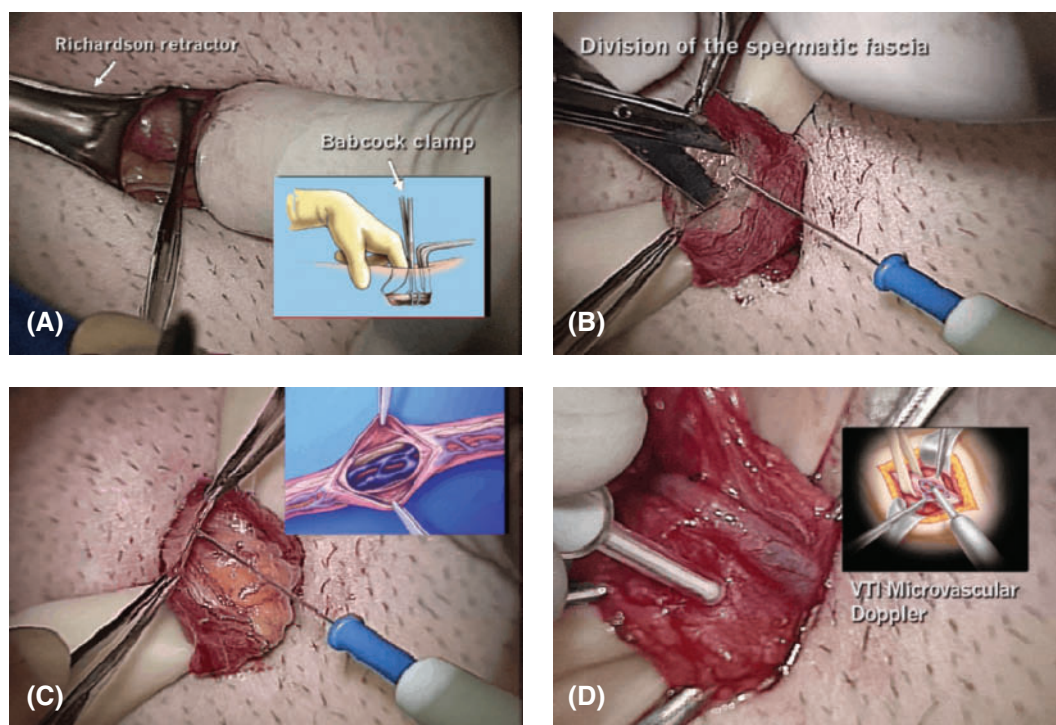 Richardson retractor
Babcock clamp
(A)
Division of the spermatic fascia
(B)
(C)
VTI Microvascular
Doppler
(D)